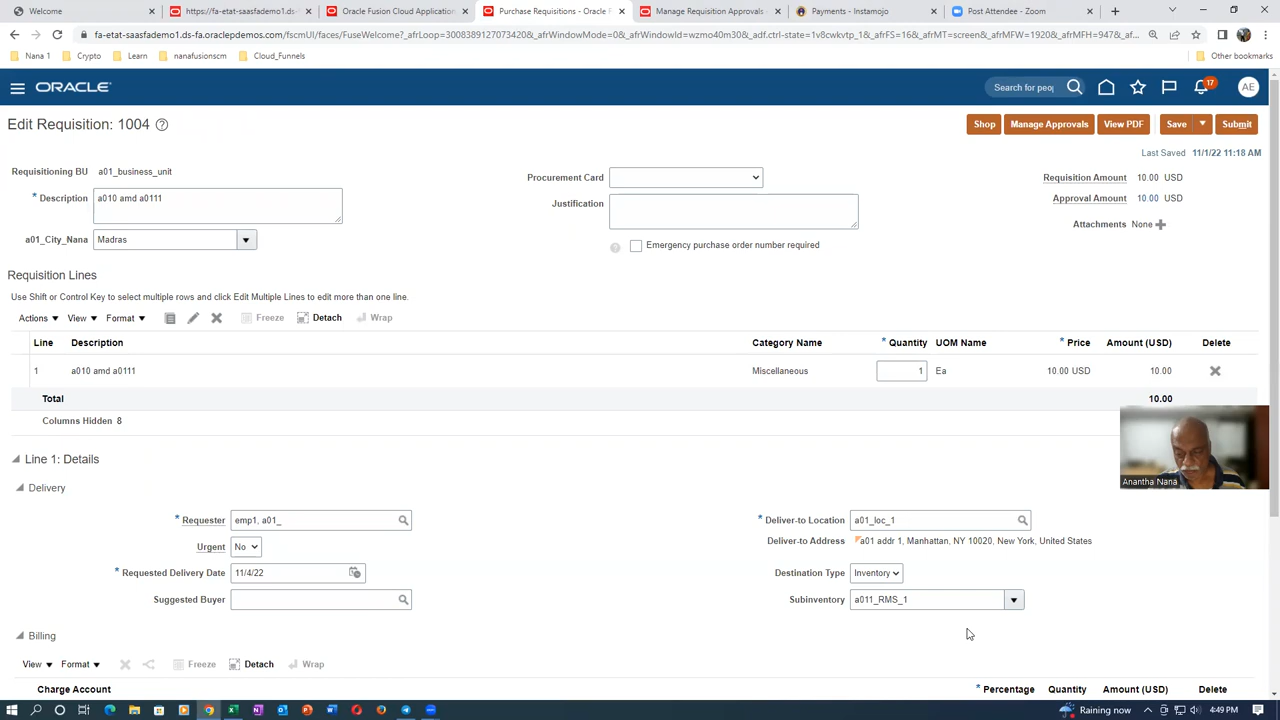 Welcome
https://fa-etat-saasfademo1.ds-
Oracle Fusion Cloud Application
Purchase Requisitions - Oracle F
Manage Requisition Approvals -
Payments - Instamojo
Post Attendee - Zoom
fa-etat-saasfademo1.ds-fa.oraclepdemos.com/fscmUI/faces/FuseWelcome?_afrLoop=3008389127073420&_afrWindowMode=0&_afrWindowId=wzmo40m30&_adf.ctrl-state=1v8cwkvtp_1&_afrFS=16&_afrMT=screen&_afrMFW=1920&_afrMFH=947&_a...
Nana 1
Crypto
Learn
nanafusionscm
Cloud_Funnels
Other bookmarks
ORACLE
Search for peop
17
AE
Edit Requisition: 1004
Shop
Manage Approvals
View PDF
Save
Submit
Last Saved 11/1/22 11:18 AM
Requisitioning BU a01_business_unit
Procurement Card
Requisition Amount 10.00 USD
* Description a010 amd a0111
Justification
Approval Amount 10.00 USD
Attachments None
a01_City_Nana Madras
Emergency purchase order number required
Requisition Lines
Use Shift or Control Key to select multiple rows and click Edit Multiple Lines to edit more than one line.
Actions View Format Freeze Detach Wrap
Line Description Category Name * Quantity UOM Name * Price Amount (USD) Delete
1 a010 amd a0111 Miscellaneous 1 Ea 10.00 USD 10.00
Total 10.00
Columns Hidden 8
Line 1: Details
Anantha Nana
Delivery
* Requester emp1, a01_
* Deliver-to Location a01_loc_1
Urgent No
Deliver-to Address a01 addr 1, Manhattan, NY 10020, New York, United States
* Requested Delivery Date 11/4/22
Destination Type Inventory
Suggested Buyer
Subinventory a011_RMS_1
Billing
View Format Freeze Detach Wrap
Charge Account * Percentage Quantity Amount (USD) Delete
Raining now
4:49 PM